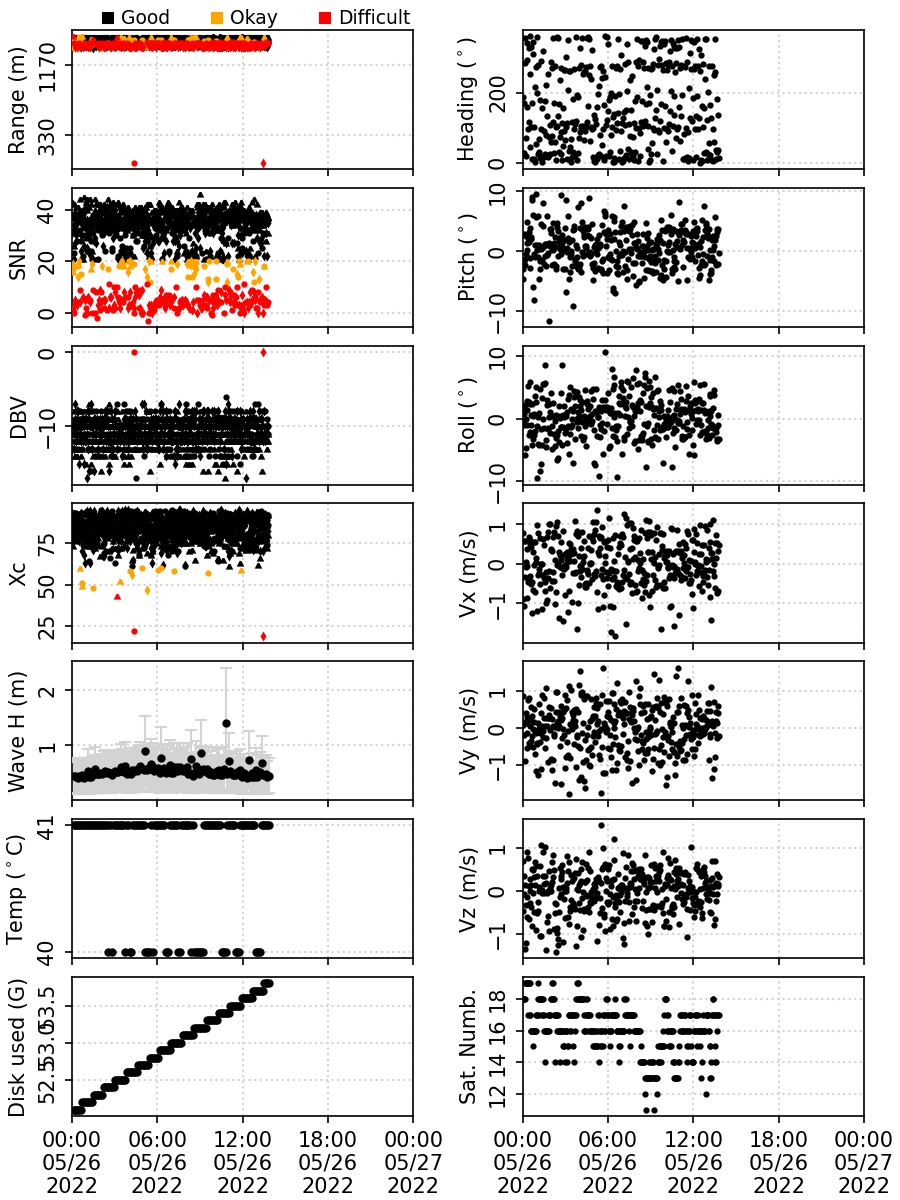 Good Okay Difficult
Range (m)
1170
330
Heading (°)
200
0
SNR
40
20
0
Pitch (°)
10
0
−10
DBV
0
−10
Roll (°)
10
0
−10
Xc
75
50
25
Vx (m/s)
1
0
−1
Wave H (m)
2
1
Vy (m/s)
1
0
−1
Temp (°C)
41
40
Vz (m/s)
1
0
−1
Disk used (G)
53.5
53.0
52.5
Sat. Numb.
18
16
14
12
00:00 06:00 12:00 18:00 00:00
05/26 05/26 05/26 05/26 05/27
2022 2022 2022 2022 2022
00:00 06:00 12:00 18:00 00:00
05/26 05/26 05/26 05/26 05/27
2022 2022 2022 2022 2022